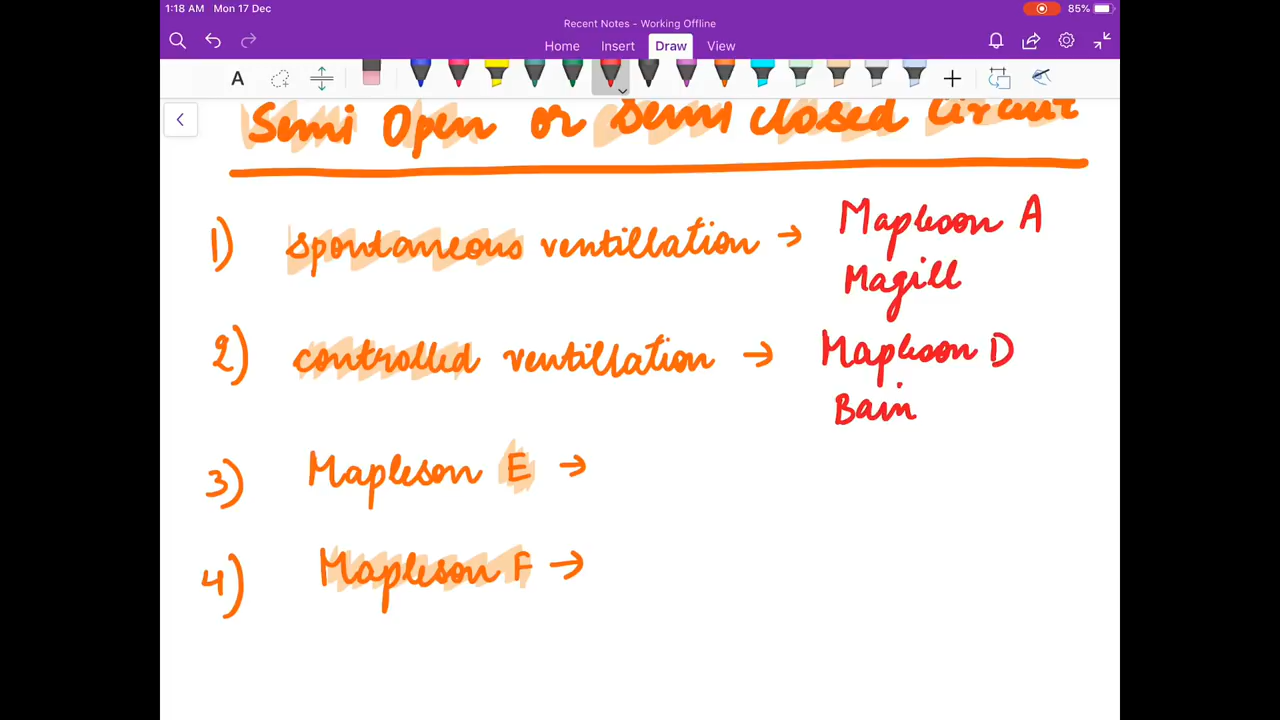 1:18 AM Mon 17 Dec
85%
Recent Notes - Working Offline
Home Insert Draw View
A
Semi Open or Semi closed Circuit
1) spontaneous ventillation → Mapleson A
Magill
2) controlled ventillation → Mapleson D
Bain
3) Mapleson E →
4) Mapleson F →